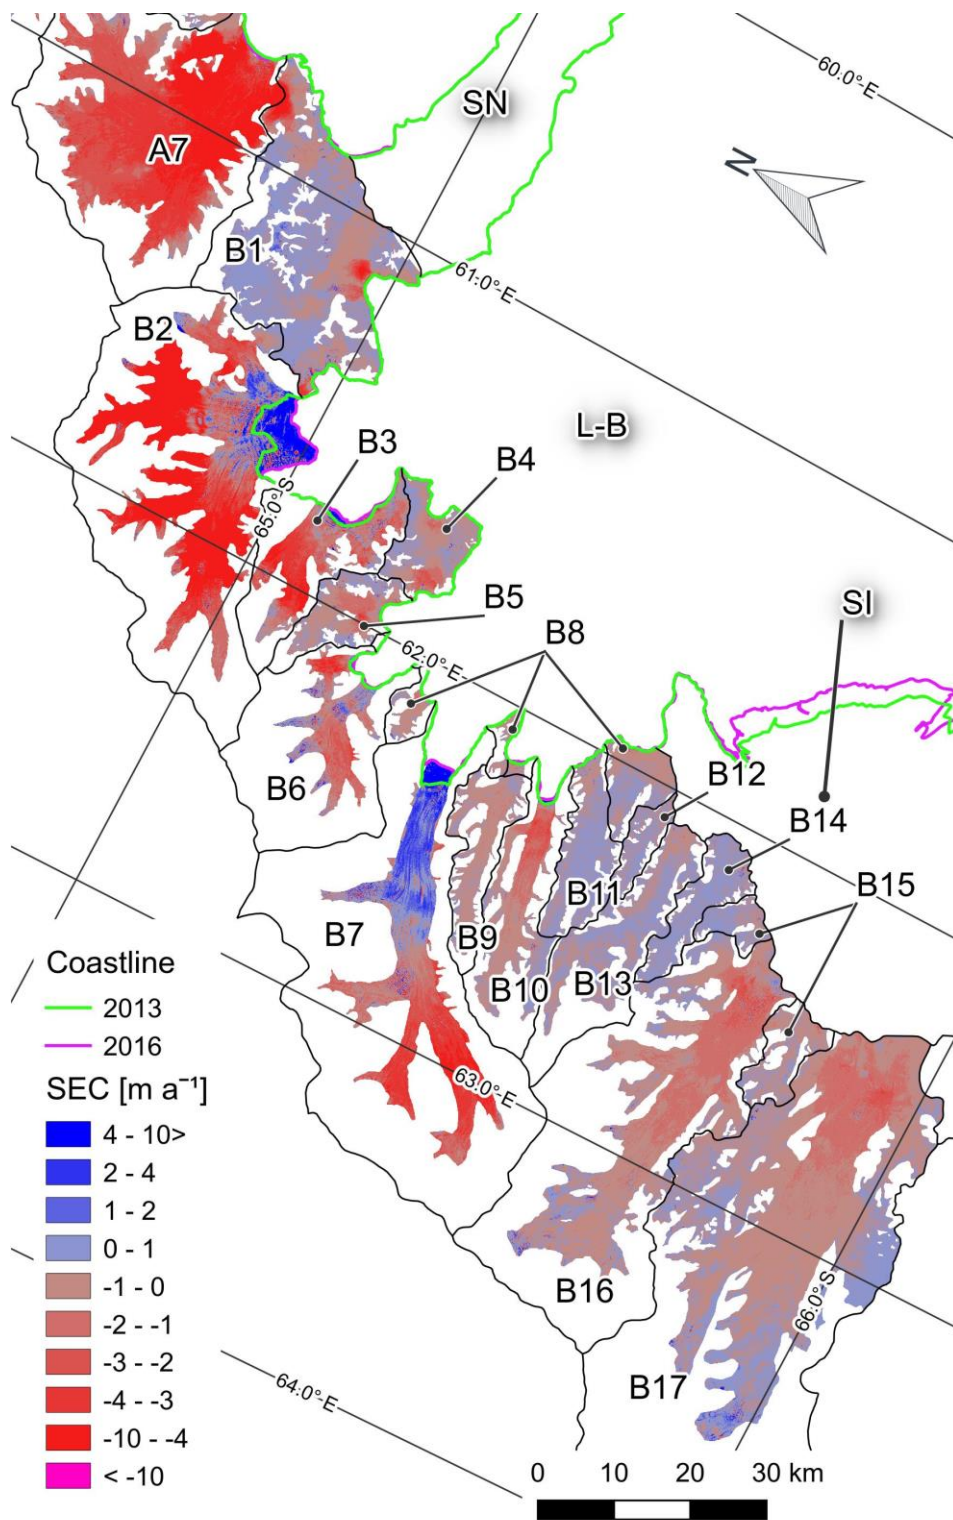 60.0°E
SN
N
A7
B1
61.0°E
B2
L-B
B3
B4
65.0° S
B5
SI
B8
62.0°E
B12
B6
B14
B15
B11
B7
B9
B10
B13
Coastline
2013
2016
63.0°E
SEC [m a⁻¹]
4 - 10>
2 - 4
1 - 2
0 - 1
-1 - 0
-2 - -1
-3 - -2
-4 - -3
-10 - -4
< -10
B16
66.0° S
B17
64.0°E
0 10 20 30 km